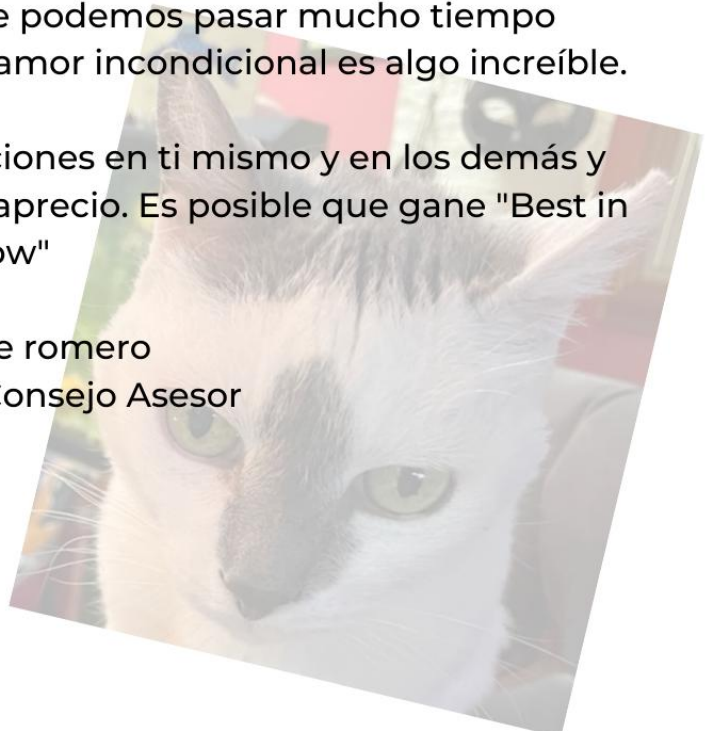 e podemos pasar mucho tiempo
amor incondicional es algo increíble.
ciones en ti mismo y en los demás y
aprecio. Es posible que gane "Best in
ow"
e romero
Consejo Asesor